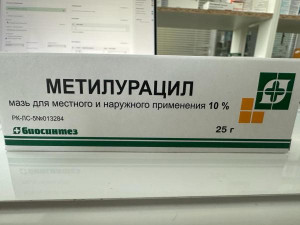 МЕТИЛУРАЦИЛ
мазь для местного и наружного применения 10 %
РК-ЛС-5№013284
биосинтез
25 г